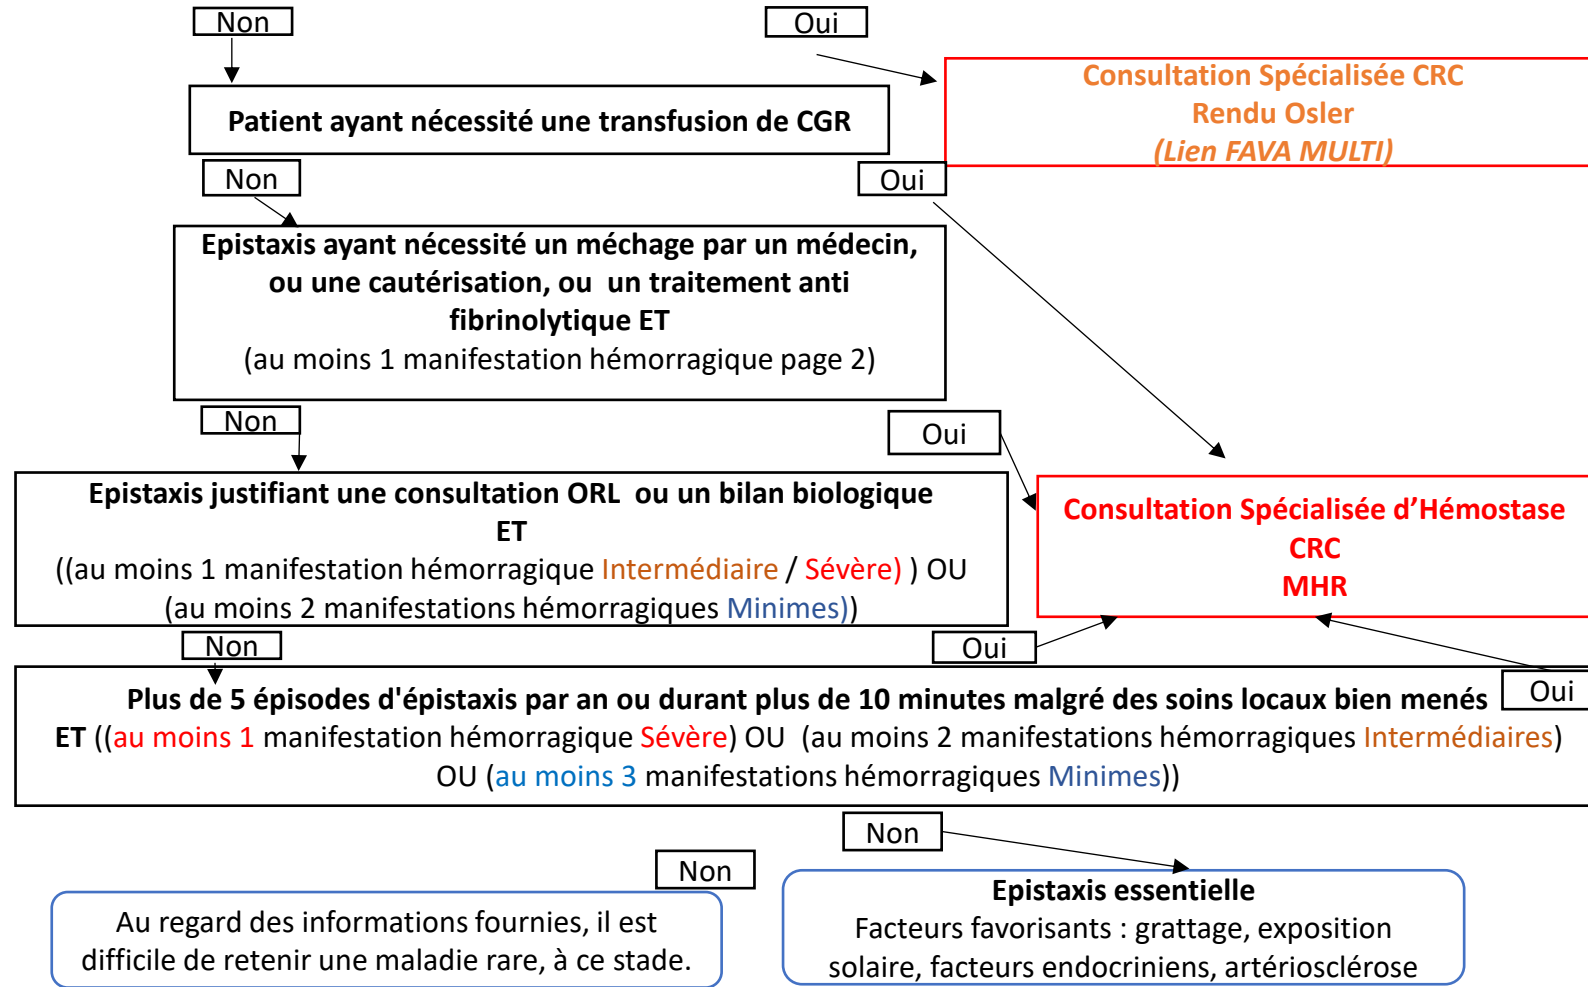 Non
Oui
Consultation Spécialisée CRC
Rendu Osler
(Lien FAVA MULTI)
Patient ayant nécessité une transfusion de CGR
Non
Oui
Epistaxis ayant nécessité un méchage par un médecin,
ou une cautérisation, ou un traitement anti
fibrinolytique ET
(au moins 1 manifestation hémorragique page 2)
Non
Oui
Epistaxis justifiant une consultation ORL ou un bilan biologique
ET
((au moins 1 manifestation hémorragique Intermédiaire / Sévère) ) OU
(au moins 2 manifestations hémorragiques Minimes))
Consultation Spécialisée d’Hémostase
CRC
MHR
Non
Oui
Plus de 5 épisodes d'épistaxis par an ou durant plus de 10 minutes malgré des soins locaux bien menés
ET ((au moins 1 manifestation hémorragique Sévère) OU (au moins 2 manifestations hémorragiques Intermédiaires)
OU (au moins 3 manifestations hémorragiques Minimes))
Oui
Non
Non
Au regard des informations fournies, il est
difficile de retenir une maladie rare, à ce stade.
Epistaxis essentielle
Facteurs favorisants : grattage, exposition
solaire, facteurs endocriniens, artériosclérose